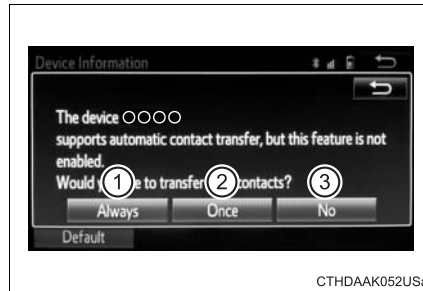 Device Information
The device ○○○○
supports automatic contact transfer, but this feature is not
enabled.
Would to transfer contacts?
1 2 3
Always Once No
Default
CTHDAAK052USa